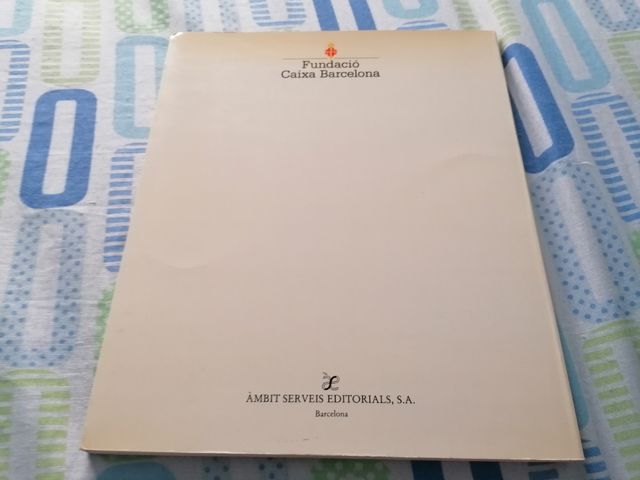 Fundació
Caixa Barcelona
ÀMBIT SERVEIS EDITORIALS, S.A.
Barcelona